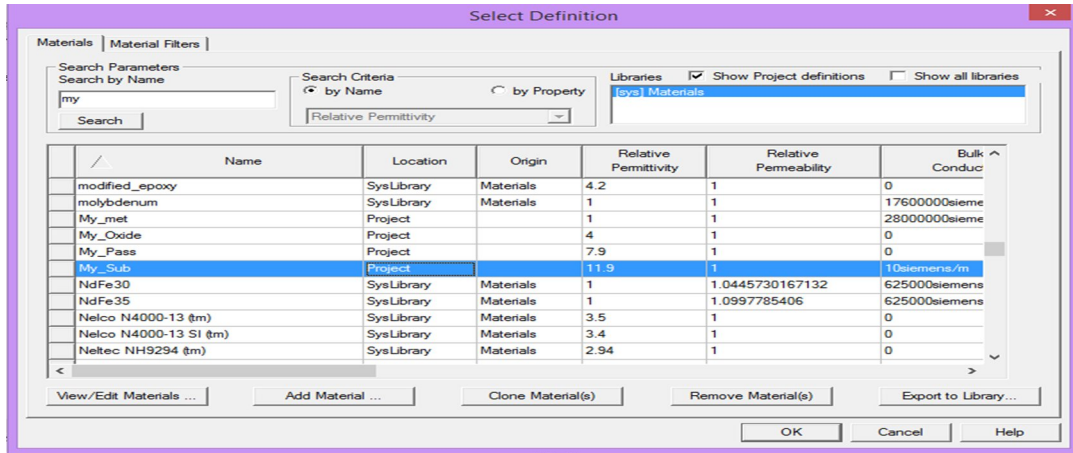 Select Definition
Materials Material Filters
Search Parameters
Search by Name
my
Search
Search Criteria
by Name by Property
Relative Permittivity
Libraries Show Project definitions Show all libraries
[sys] Materials
Name Location Origin Relative Permittivity Relative Permeability Bulk Conduct
modified_epoxy SysLibrary Materials 4.2 1 0
molybdenum SysLibrary Materials 1 1 17600000sieme
My_met Project 1 1 28000000sieme
My_Oxide Project 4 1 0
My_Pass Project 7.9 1 0
My_Sub Project 11.9 1 10siemens/m
NdFe30 SysLibrary Materials 1 1.0445730167132 625000siemens
NdFe35 SysLibrary Materials 1 1.0997785406 625000siemens
Nelco N4000-13 (tm) SysLibrary Materials 3.5 1 0
Nelco N4000-13 SI (tm) SysLibrary Materials 3.4 1 0
Neltec NH9294 (tm) SysLibrary Materials 2.94 1 0
View/Edit Materials ... Add Material ... Clone Material(s) Remove Material(s) Export to Library...
OK Cancel Help